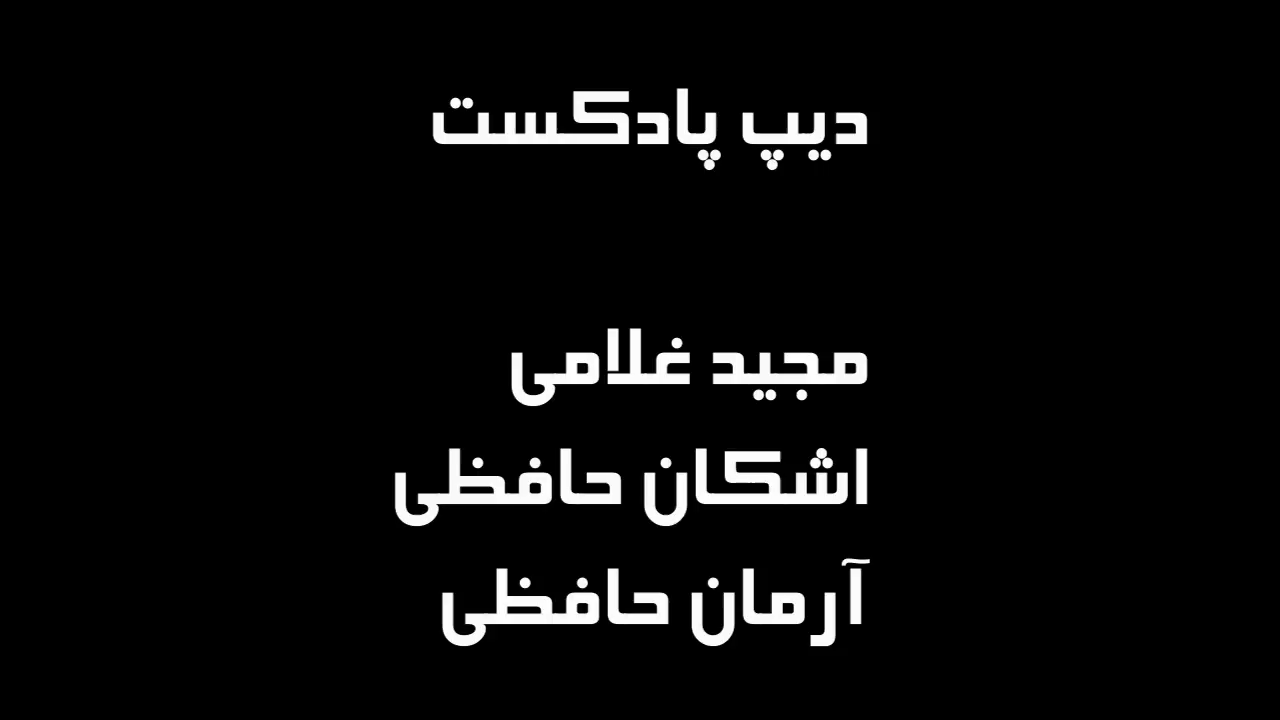 دیپ پادکست
مجید غلامی
اشکان حافظی
آرمان حافظی